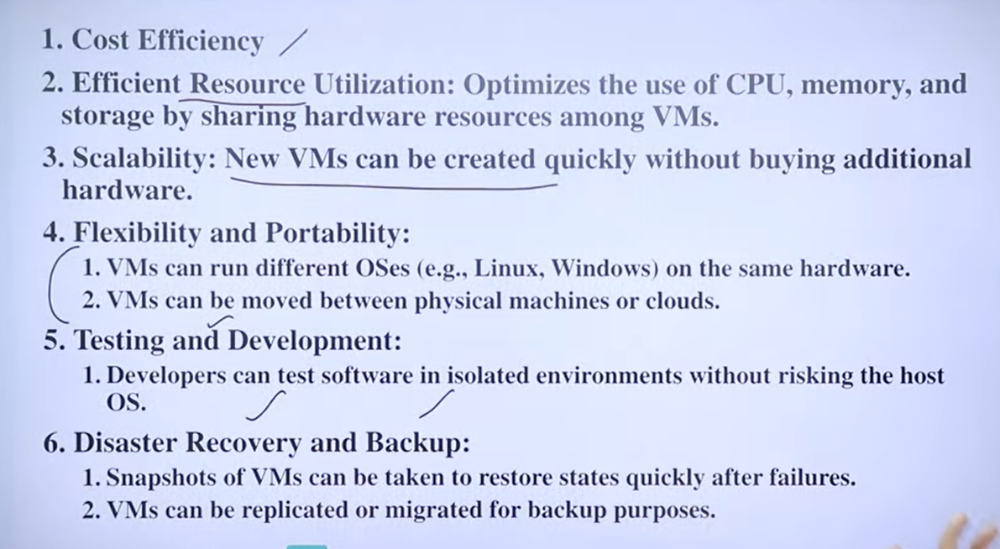 1. Cost Efficiency
2. Efficient Resource Utilization: Optimizes the use of CPU, memory, and
storage by sharing hardware resources among VMs.
3. Scalability: New VMs can be created quickly without buying additional
hardware.
4. Flexibility and Portability:
1. VMs can run different OSes (e.g., Linux, Windows) on the same hardware.
2. VMs can be moved between physical machines or clouds.
5. Testing and Development:
1. Developers can test software in isolated environments without risking the host
OS.
6. Disaster Recovery and Backup:
1. Snapshots of VMs can be taken to restore states quickly after failures.
2. VMs can be replicated or migrated for backup purposes.